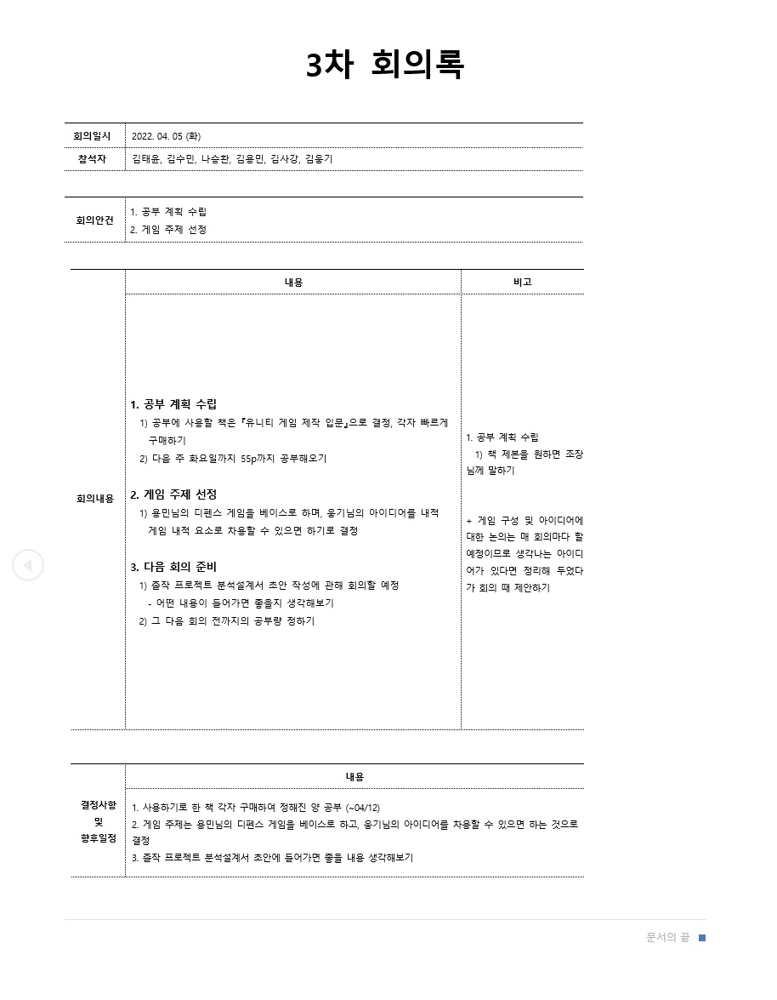 3차 회의록
회의일시 2022. 04. 05 (화)
참석자 김태윤, 김수민, 나승환, 김용민, 김사강, 김웅기
회의안건
1. 공부 계획 수립
2. 게임 주제 선정
회의내용
내용
1. 공부 계획 수립
1) 공부에 사용할 책은 『유니티 게임 제작 입문』으로 결정, 각자 빠르게
구매하기
2) 다음 주 화요일까지 55p까지 공부해오기
2. 게임 주제 선정
1) 용민님의 디펜스 게임을 베이스로 하며, 웅기님의 아이디어를 내적
게임 내적 요소로 차용할 수 있으면 하기로 결정
3. 다음 회의 준비
1) 졸작 프로젝트 분석설계서 초안 작성에 관해 회의할 예정
- 어떤 내용이 들어가면 좋을지 생각해보기
2) 그 다음 회의 전까지의 공부량 정하기
비고
1. 공부 계획 수립
1) 책 제본을 원하면 조장
님께 말하기
+ 게임 구성 및 아이디어에
대한 논의는 매 회의마다 할
예정이므로 생각나는 아이디
어가 있다면 정리해 두었다
가 회의 때 제안하기
결정사항
및
향후일정
내용
1. 사용하기로 한 책 각자 구매하여 정해진 양 공부 (~04/12)
2. 게임 주제는 용민님의 디펜스 게임을 베이스로 하고, 웅기님의 아이디어를 차용할 수 있으면 하는 것으로
결정
3. 졸작 프로젝트 분석설계서 초안에 들어가면 좋을 내용 생각해보기
문서의 끝